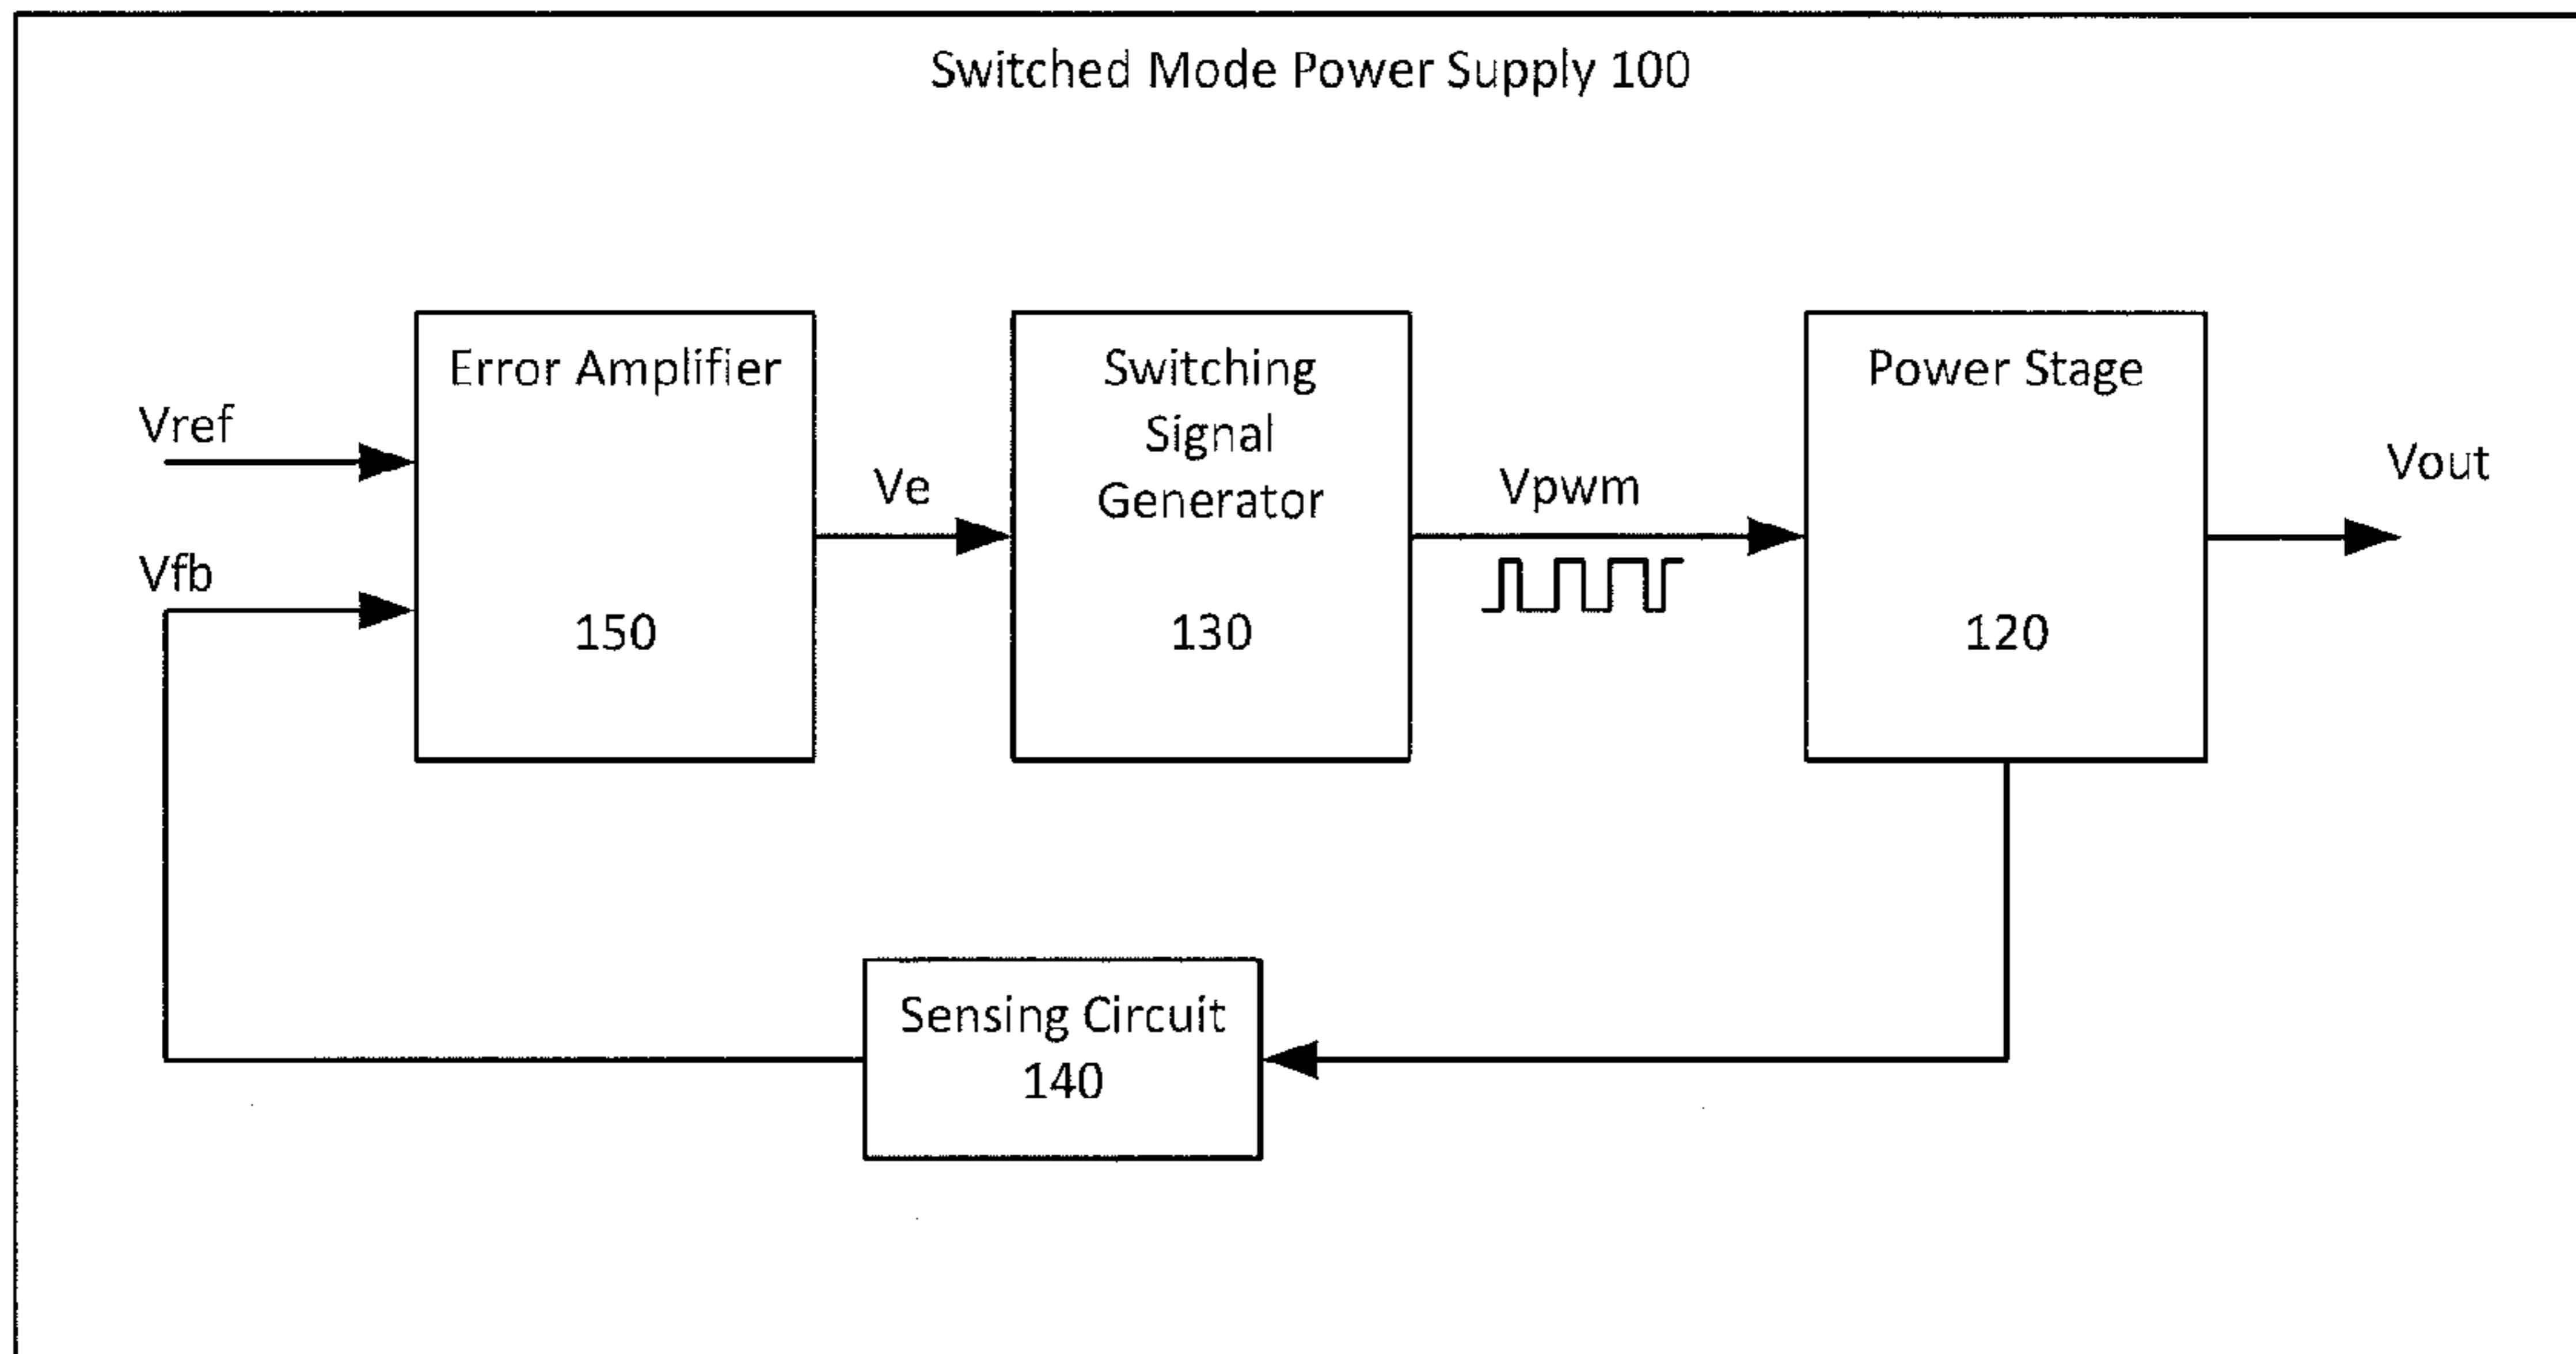 Switched Mode Power Supply 100
Error Amplifier
150
Switching
Signal
Generator
130
Power Stage
120
Vref
Vfb
Ve
Vpwm
Vout
Sensing Circuit
140